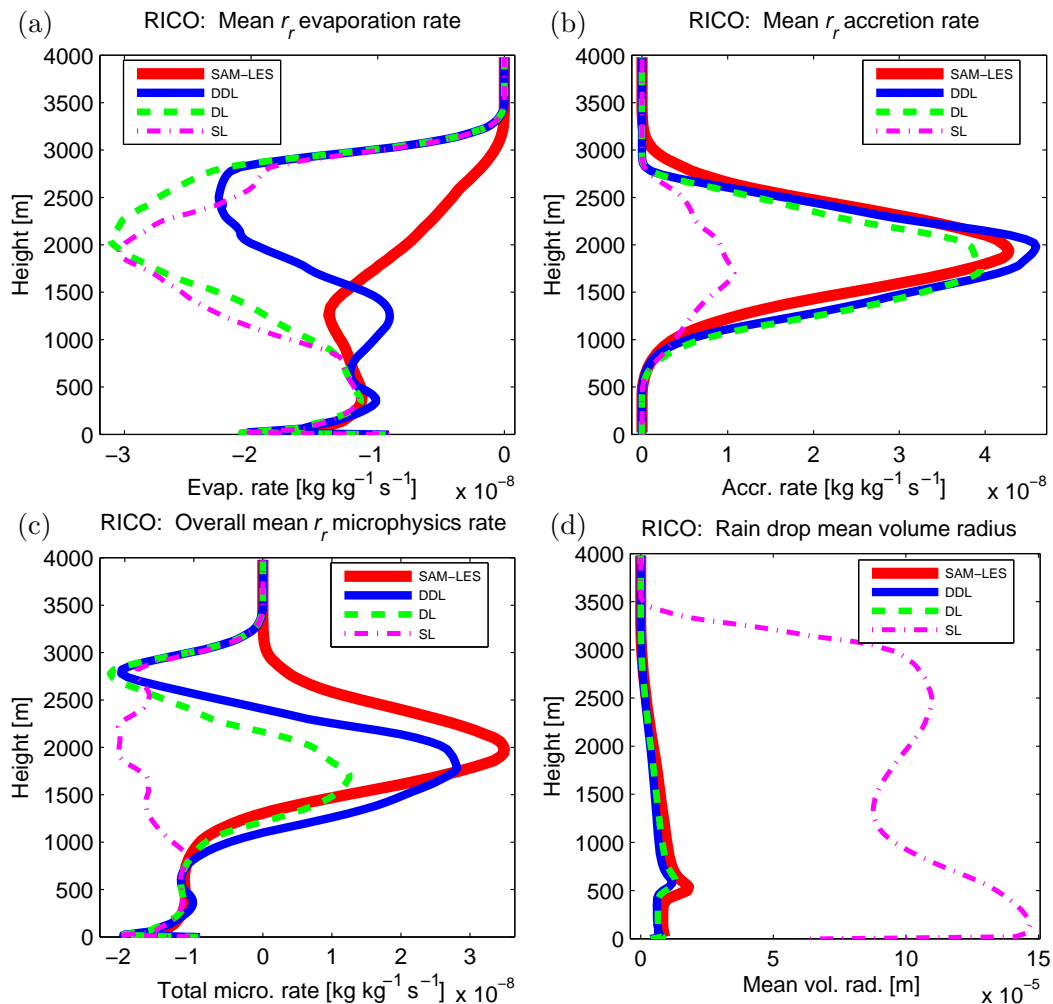 (a) RICO: Mean r_r evaporation rate
4000
3500
3000
2500
2000
1500
1000
500
0
Height [m]
SAM−LES
DDL
DL
SL
−3 −2 −1 0
Evap. rate [kg kg⁻¹ s⁻¹] x 10⁻⁸
(b) RICO: Mean r_r accretion rate
4000
3500
3000
2500
2000
1500
1000
500
0
Height [m]
SAM−LES
DDL
DL
SL
0 1 2 3 4
Accr. rate [kg kg⁻¹ s⁻¹] x 10⁻⁸
(c) RICO: Overall mean r_r microphysics rate
4000
3500
3000
2500
2000
1500
1000
500
0
Height [m]
SAM−LES
DDL
DL
SL
−2 −1 0 1 2 3
Total micro. rate [kg kg⁻¹ s⁻¹] x 10⁻⁸
(d) RICO: Rain drop mean volume radius
4000
3500
3000
2500
2000
1500
1000
500
0
Height [m]
SAM−LES
DDL
DL
SL
0 5 10 15
Mean vol. rad. [m] x 10⁻⁵